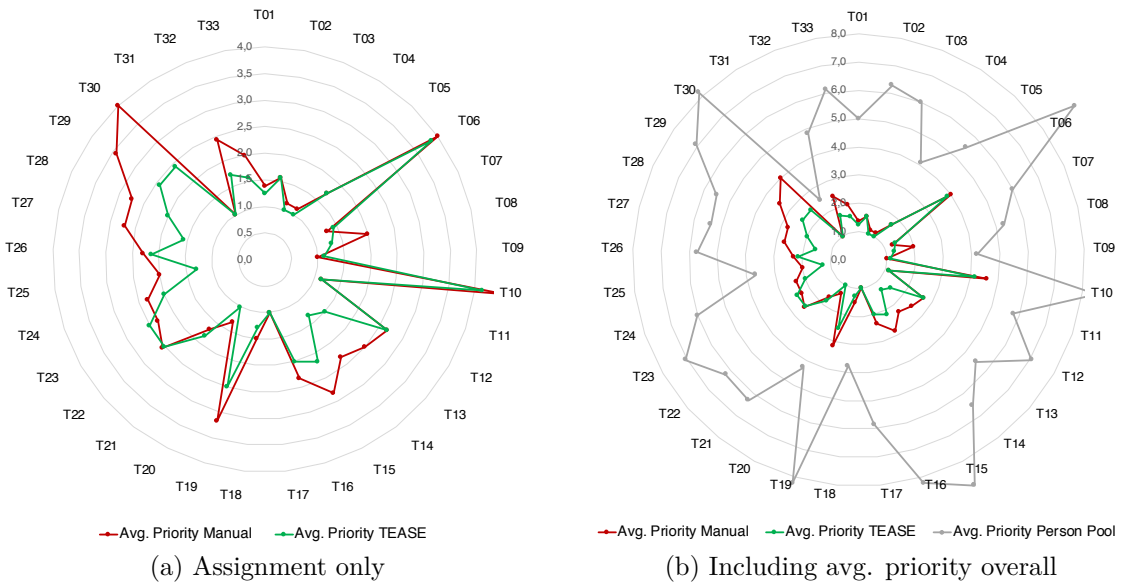 T01
T02
T03
T04
T05
T06
T07
T08
T09
T10
T11
T12
T13
T14
T15
T16
T17
T18
T19
T20
T21
T22
T23
T24
T25
T26
T27
T28
T29
T30
T31
T32
T33
4,0
3,5
3,0
2,5
2,0
1,5
1,0
0,5
0,0
Avg. Priority Manual
Avg. Priority TEASE
(a) Assignment only
T01
T02
T03
T04
T05
T06
T07
T08
T09
T10
T11
T12
T13
T14
T15
T16
T17
T18
T19
T20
T21
T22
T23
T24
T25
T26
T27
T28
T29
T30
T31
T32
T33
8,0
7,0
6,0
5,0
4,0
3,0
2,0
1,0
0,0
Avg. Priority Manual
Avg. Priority TEASE
Avg. Priority Person Pool
(b) Including avg. priority overall